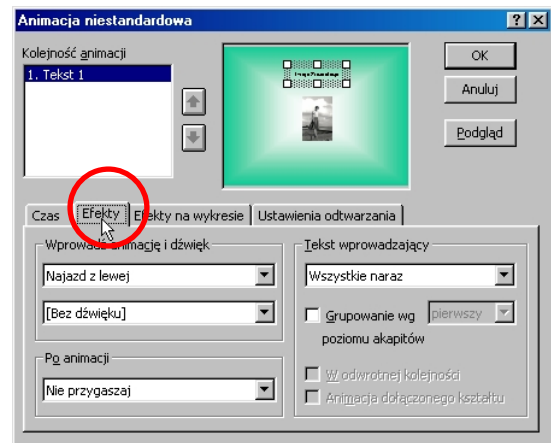 Animacja niestandardowa
Kolejność animacji
1. Tekst 1
OK
Anuluj
Podgląd
Czas
Efekty
Efekty na wykresie
Ustawienia odtwarzania
Wprowadź animację i dźwięk
Najazd z lewej
[Bez dźwięku]
Po animacji
Nie przygaszaj
Tekst wprowadzający
Wszystkie naraz
Grupowanie wg
pierwszy
poziomu akapitów
W odwrotnej kolejności
Animacja dołączonego kształtu